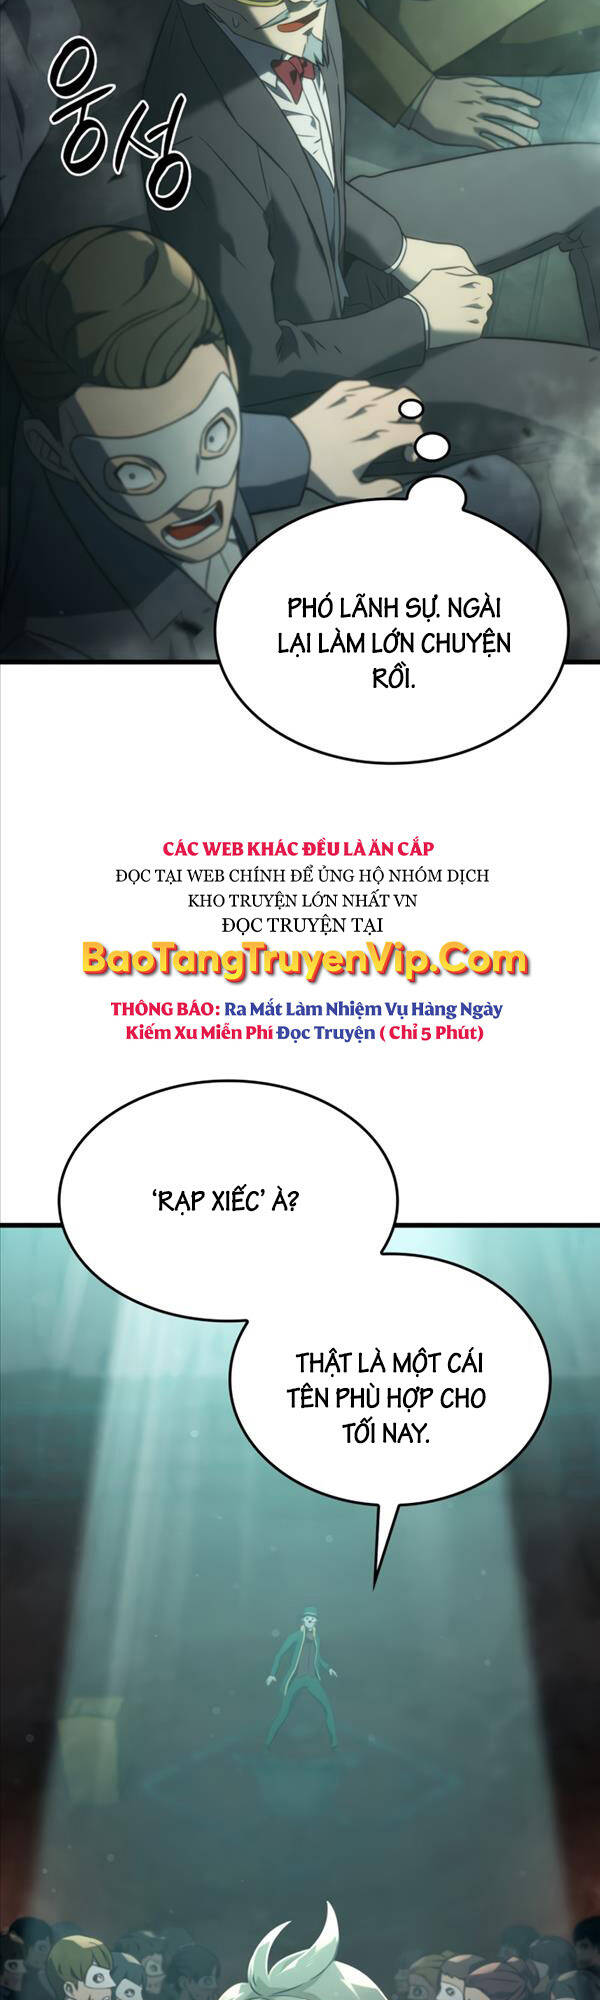 웅성
PHÓ LÃNH SỰ. NGÀI
LẠI LÀM LỚN CHUYỆN
RỒI.
CÁC WEB KHÁC ĐỀU LÀ ĂN CẮP
ĐỌC TẠI WEB CHÍNH ĐỂ ỦNG HỘ NHÓM DỊCH
KHO TRUYỆN LỚN NHẤT VN
ĐỌC TRUYỆN TẠI
BaoTangTruyenVip.Com
THÔNG BÁO: Ra Mắt Làm Nhiệm Vụ Hàng Ngày
Kiếm Xu Miễn Phí Đọc Truyện ( Chỉ 5 Phút)
‘RẠP XIẾC’ À?
THẬT LÀ MỘT CÁI
TÊN PHÙ HỢP CHO
TỐI NAY.